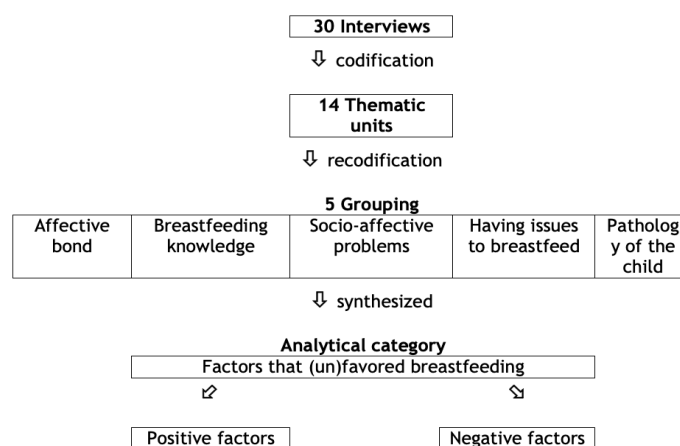 30 Interviews
⇩ codification
14 Thematic
units
⇩ recodification
5 Grouping
Affective
bond
Breastfeeding
knowledge
Socio-affective
problems
Having issues
to breastfeed
Patholog
y of the
child
⇩ synthesized
Analytical category
Factors that (un)favored breastfeeding
Positive factors
Negative factors